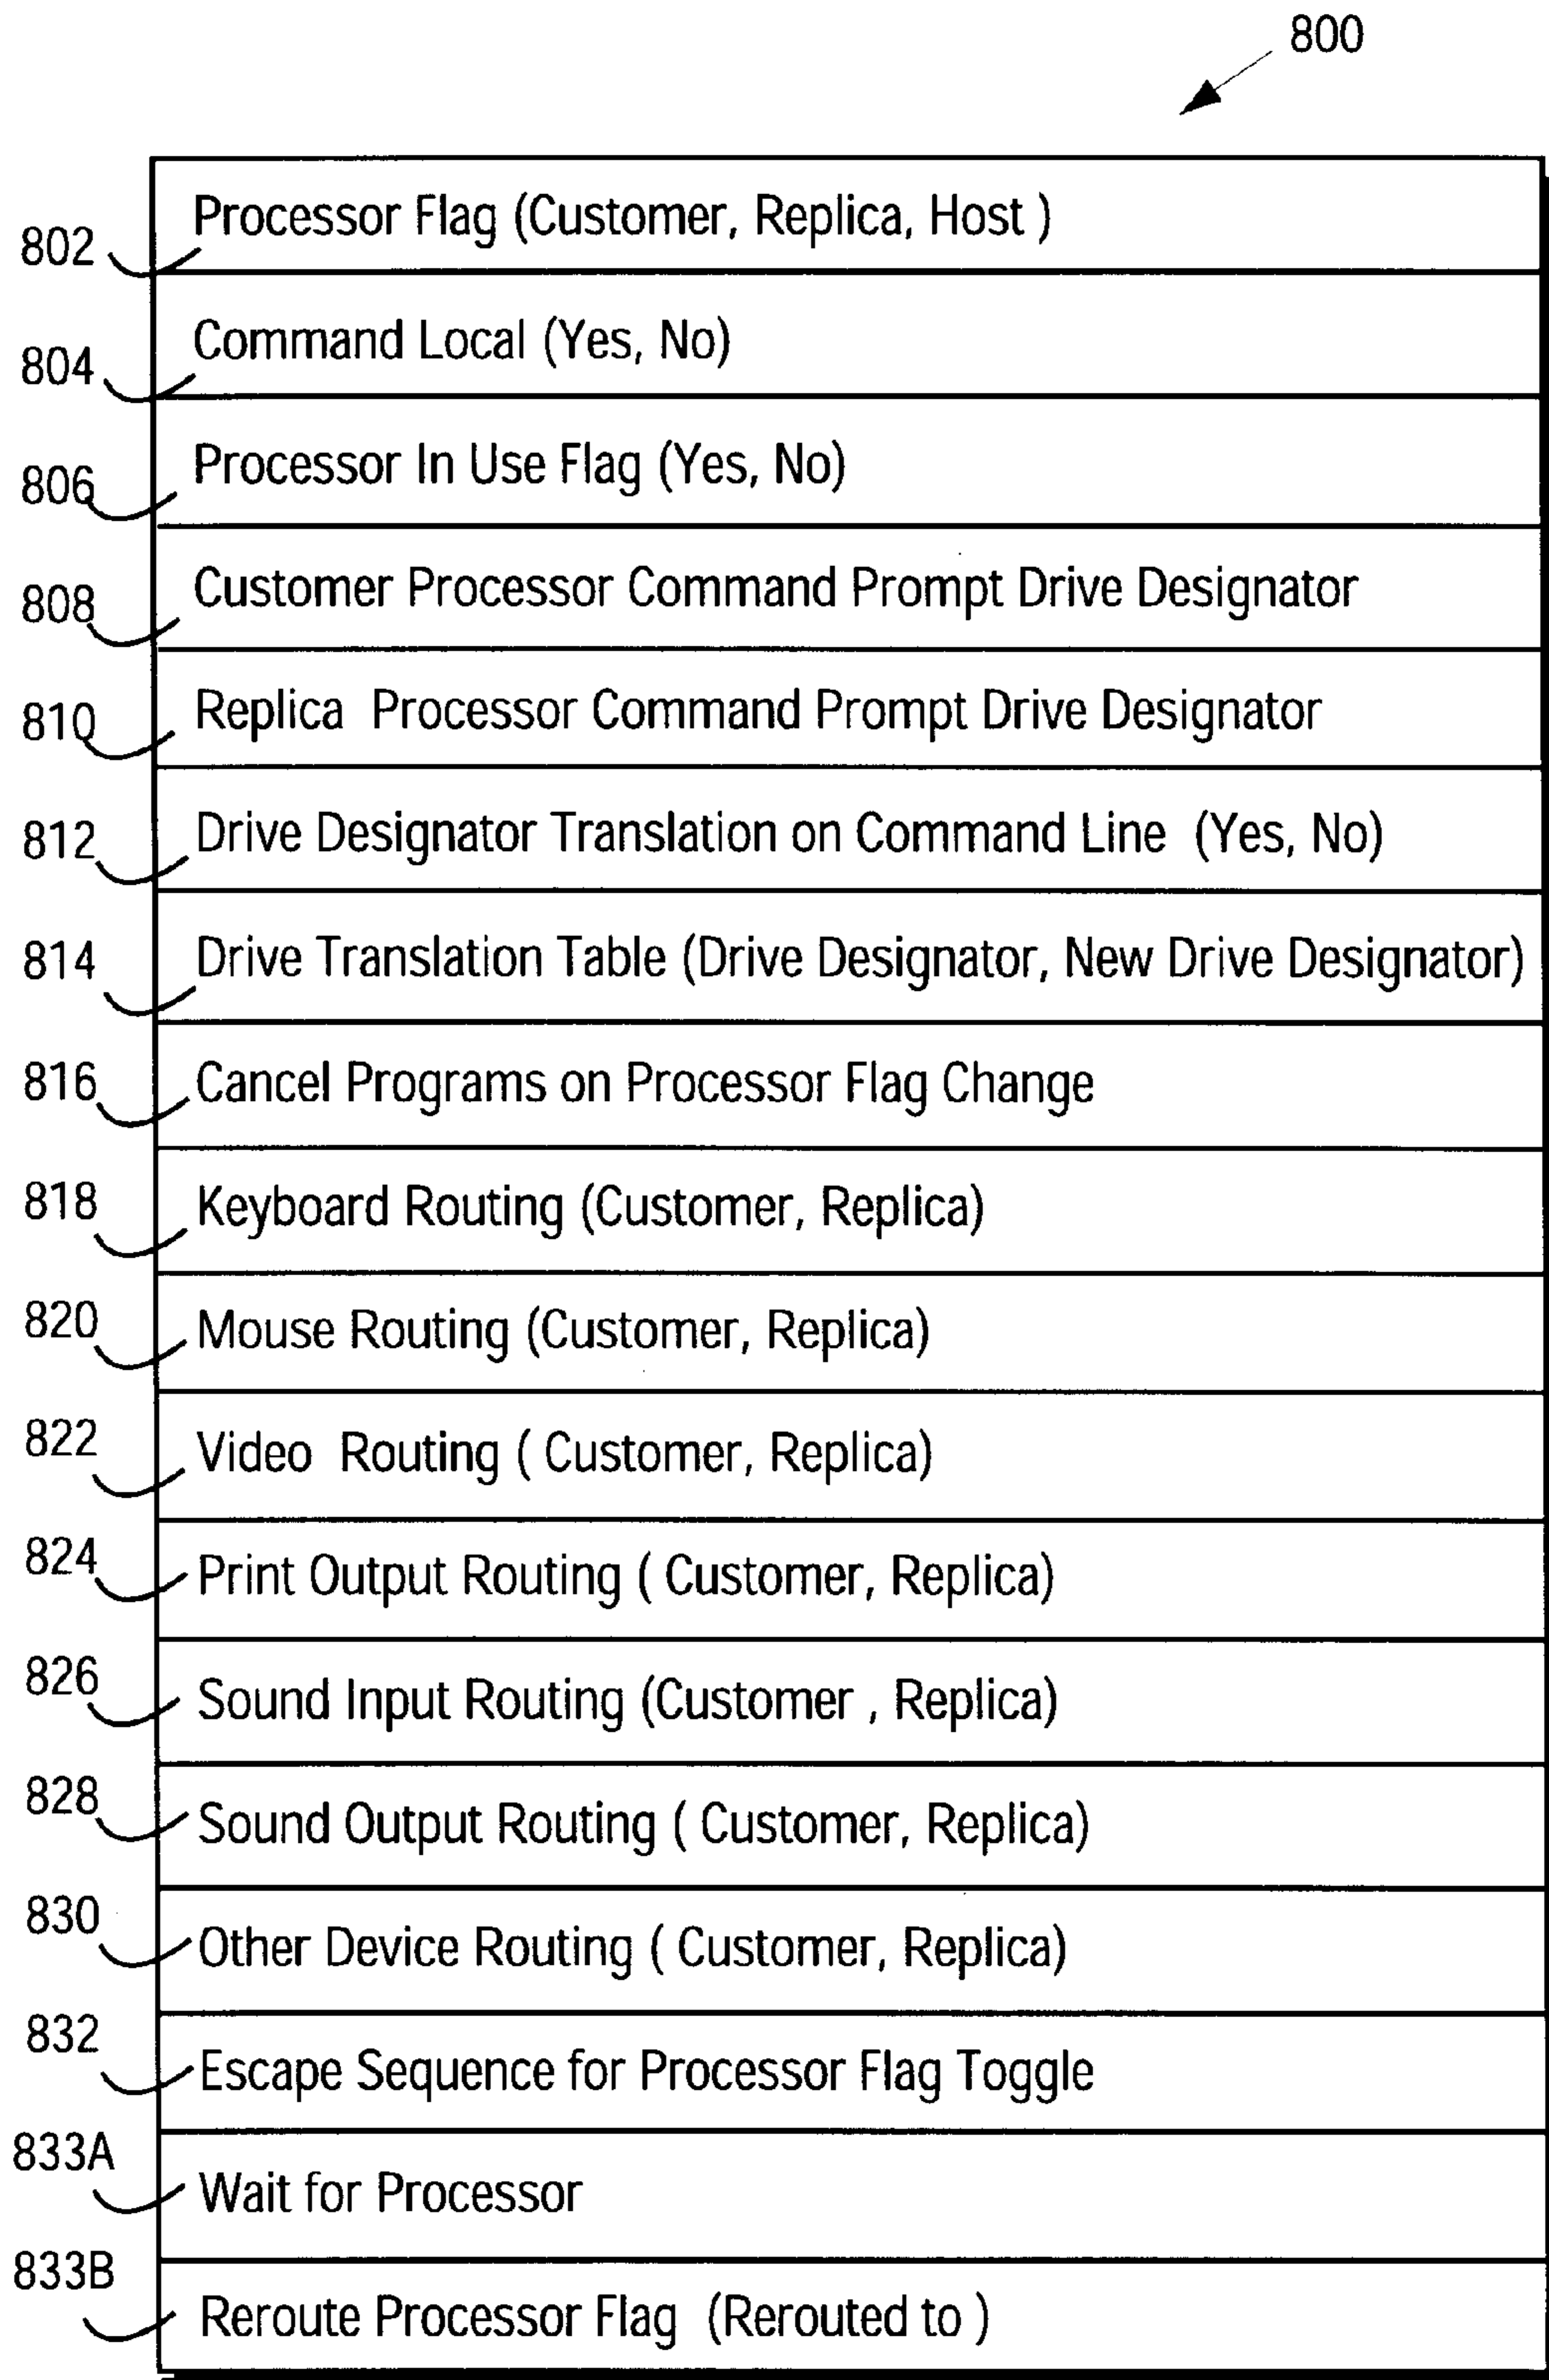 800
802 Processor Flag (Customer, Replica, Host )
804 Command Local (Yes, No)
806 Processor In Use Flag (Yes, No)
808 Customer Processor Command Prompt Drive Designator
810 Replica Processor Command Prompt Drive Designator
812 Drive Designator Translation on Command Line (Yes, No)
814 Drive Translation Table (Drive Designator, New Drive Designator)
816 Cancel Programs on Processor Flag Change
818 Keyboard Routing (Customer, Replica)
820 Mouse Routing (Customer, Replica)
822 Video Routing ( Customer, Replica)
824 Print Output Routing ( Customer, Replica)
826 Sound Input Routing (Customer , Replica)
828 Sound Output Routing ( Customer, Replica)
830 Other Device Routing ( Customer, Replica)
832 Escape Sequence for Processor Flag Toggle
833A Wait for Processor
833B Reroute Processor Flag (Rerouted to )